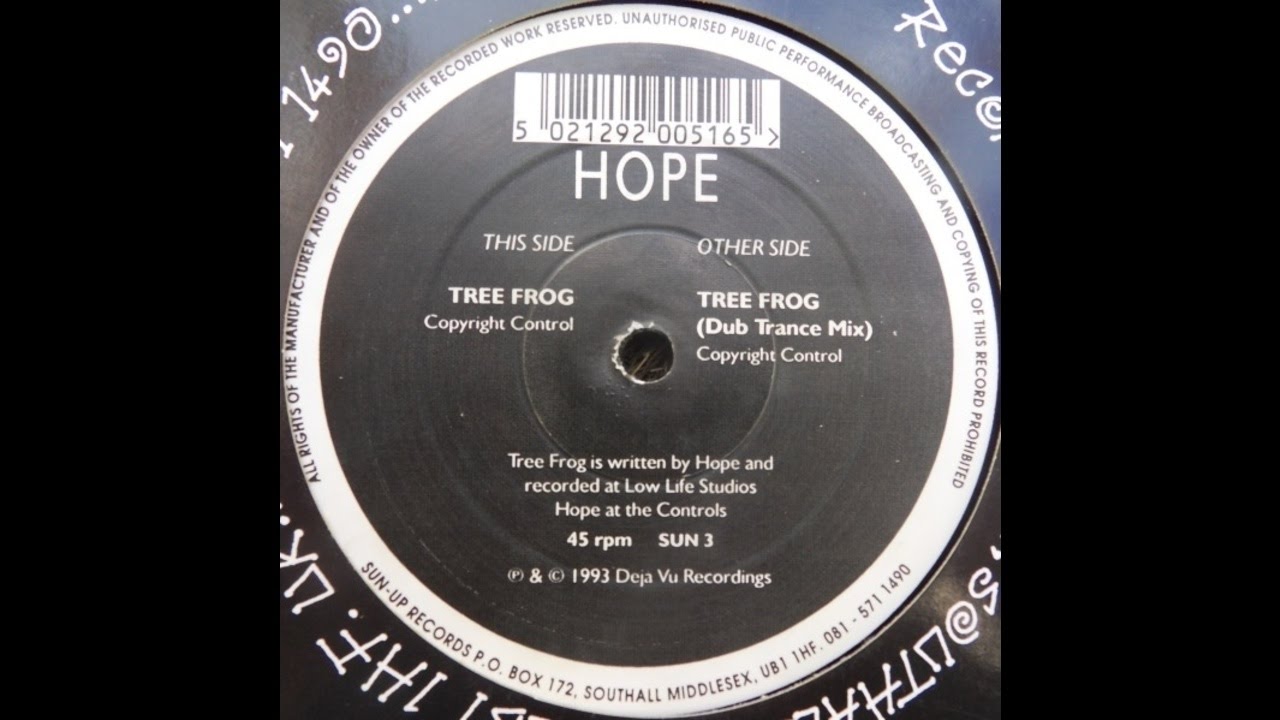 ALL RIGHTS OF THE MANUFACTURER AND OF THE OWNER OF THE RECORDED WORK RESERVED. UNAUTHORISED PUBLIC PERFORMANCE BROADCASTING AND COPYING OF THIS RECORD PROHIBITED
5 021292 005165 >
HOPE
THIS SIDE
TREE FROG
Copyright Control
OTHER SIDE
TREE FROG
(Dub Trance Mix)
Copyright Control
Tree Frog is written by Hope and
recorded at Low Life Studios
Hope at the Controls
45 rpm SUN 3
℗ & © 1993 Deja Vu Recordings
SUN-UP RECORDS P.O. BOX 172, SOUTHALL MIDDLESEX, UB1 1HF. 081 - 571 1490
1490...
1HF. UK..